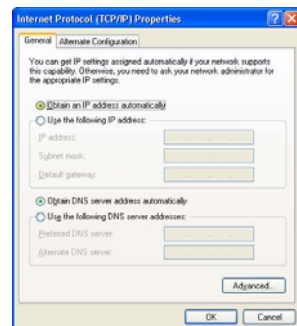 Internet Protocol (TCP/IP) Properties
General
Alternate Configuration
You can get IP settings assigned automatically if your network supports
this capability. Otherwise, you need to ask your network administrator for
the appropriate IP settings.
Obtain an IP address automatically
Use the following IP address:
IP address:
Subnet mask:
Default gateway:
Obtain DNS server address automatically
Use the following DNS server addresses:
Preferred DNS server:
Alternate DNS server:
Advanced...
OK
Cancel